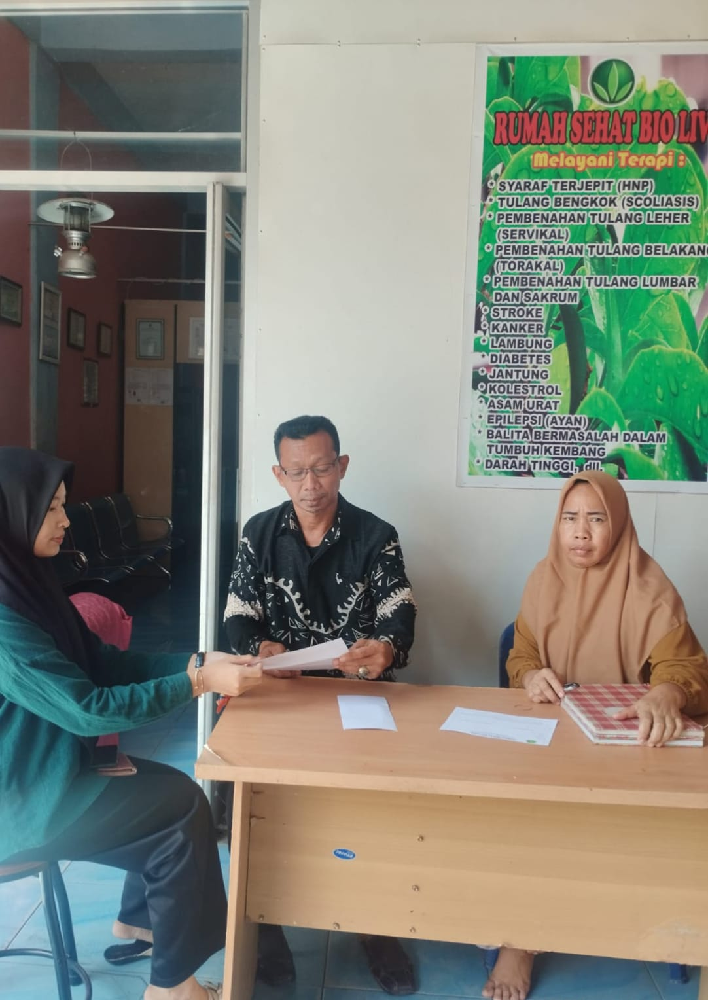 RUMAH SEHAT BIO LIV
Melayani Terapi :
* SYARAF TERJEPIT (HNP)
* TULANG BENGKOK (SCOLIASIS)
* PEMBENAHAN TULANG LEHER
(SERVIKAL)
* PEMBENAHAN TULANG BELAKANG
(TORAKAL)
* PEMBENAHAN TULANG LUMBAR
DAN SAKRUM
* STROKE
* KANKER
* LAMBUNG
* DIABETES
* JANTUNG
* KOLESTROL
* ASAM URAT
* EPILEPSI (AYAN)
* BALITA BERMASALAH DALAM
TUMBUH KEMBANG
* DARAH TINGGI, dll.